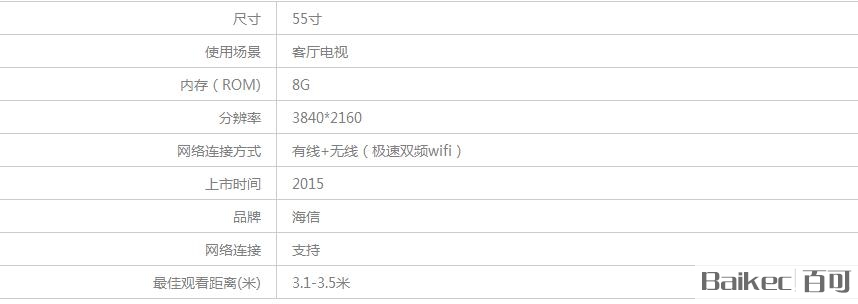 尺寸 55寸
使用场景 客厅电视
内存（ROM) 8G
分辨率 3840*2160
网络连接方式 有线+无线（极速双频wifi）
上市时间 2015
品牌 海信
网络连接 支持
最佳观看距离(米) 3.1-3.5米
Baikec 百可